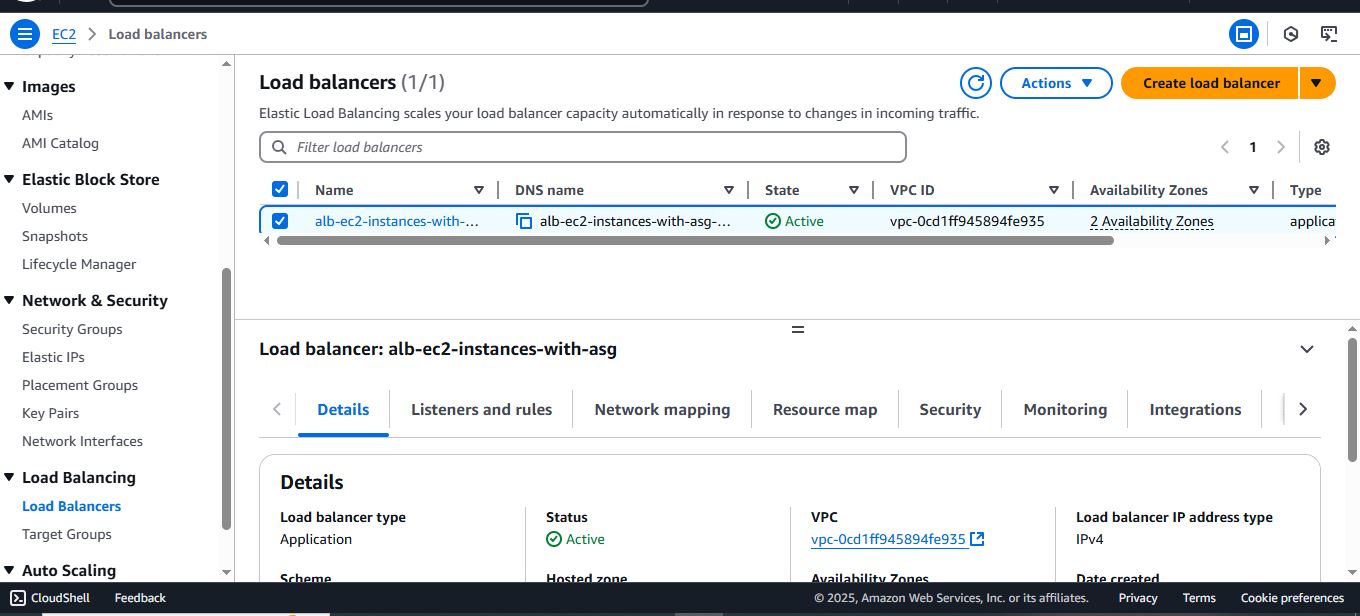 EC2 > Load balancers
Images
AMIs
AMI Catalog
Elastic Block Store
Volumes
Snapshots
Lifecycle Manager
Network & Security
Security Groups
Elastic IPs
Placement Groups
Key Pairs
Network Interfaces
Load Balancing
Load Balancers
Target Groups
Auto Scaling
Load balancers (1/1)
Actions
Create load balancer
Elastic Load Balancing scales your load balancer capacity automatically in response to changes in incoming traffic.
Filter load balancers
1
Name DNS name State VPC ID Availability Zones Type
alb-ec2-instances-with-... alb-ec2-instances-with-asg-... Active vpc-0cd1ff945894fe935 2 Availability Zones applica
Load balancer: alb-ec2-instances-with-asg
Details Listeners and rules Network mapping Resource map Security Monitoring Integrations
Details
Load balancer type Status VPC Load balancer IP address type
Application Active vpc-0cd1ff945894fe935 IPv4
Scheme Hosted zone Availability Zones Date created
CloudShell Feedback © 2025, Amazon Web Services, Inc. or its affiliates. Privacy Terms Cookie preferences